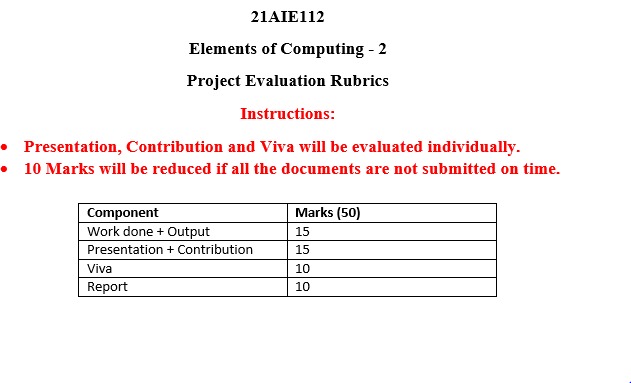 21AIE112
Elements of Computing - 2
Project Evaluation Rubrics
Instructions:
• Presentation, Contribution and Viva will be evaluated individually.
• 10 Marks will be reduced if all the documents are not submitted on time.
Component Marks (50)
Work done + Output 15
Presentation + Contribution 15
Viva 10
Report 10